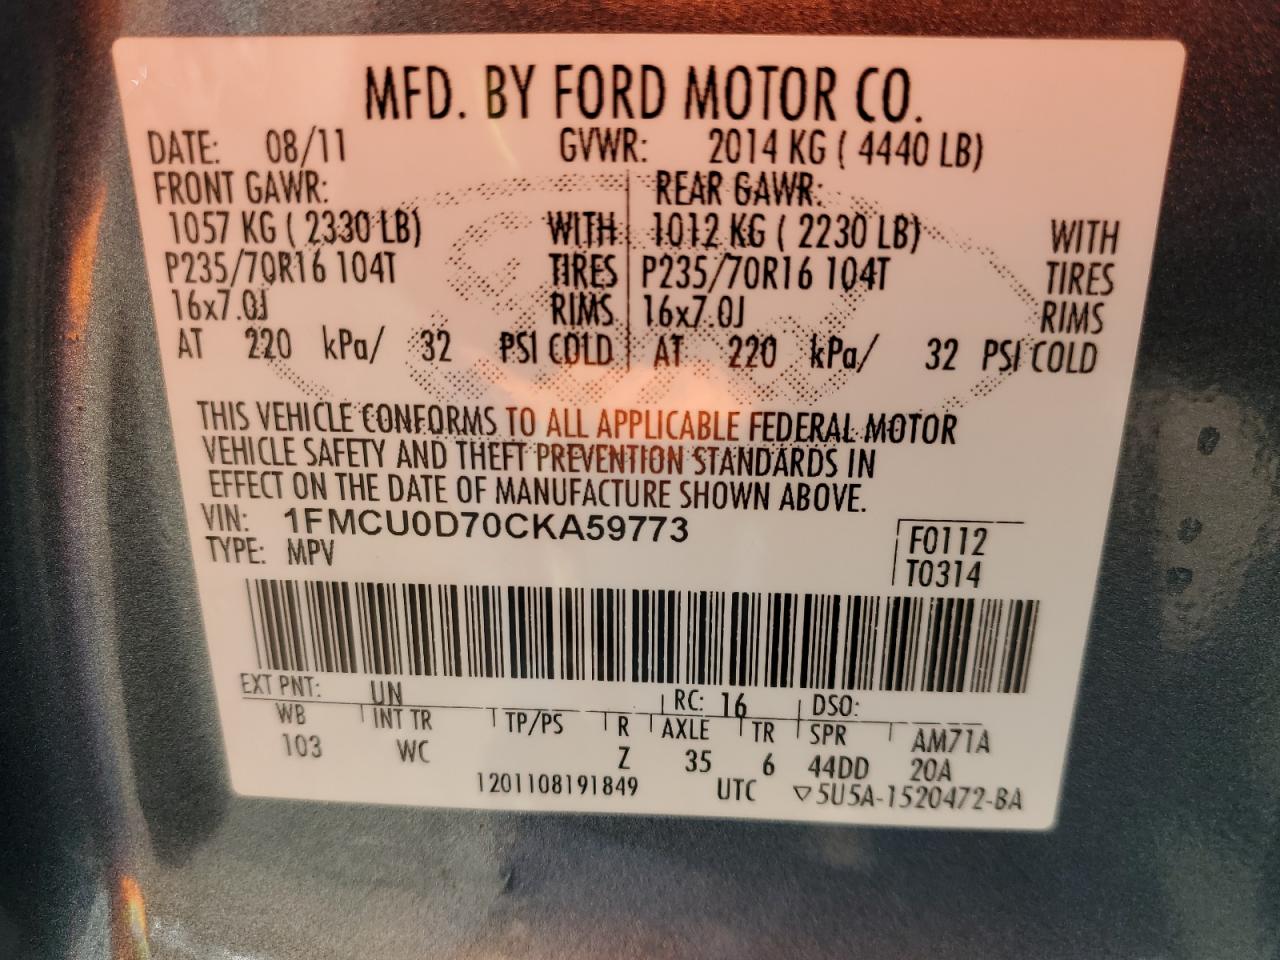 MFD. BY FORD MOTOR CO.
DATE: 08/11 GVWR: 2014 KG ( 4440 LB)
FRONT GAWR: REAR GAWR:
1057 KG ( 2330 LB) WITH 1012 KG ( 2230 LB) WITH
P235/70R16 104T TIRES P235/70R16 104T TIRES
16x7.0J RIMS 16x7.0J RIMS
AT 220 kPa/ 32 PSI COLD AT 220 kPa/ 32 PSI COLD
THIS VEHICLE CONFORMS TO ALL APPLICABLE FEDERAL MOTOR
VEHICLE SAFETY AND THEFT PREVENTION STANDARDS IN
EFFECT ON THE DATE OF MANUFACTURE SHOWN ABOVE.
VIN: 1FMCU0D70CKA59773 F0112
TYPE: MPV T0314
EXT PNT: UN RC: 16 DSO:
WB INT TR TP/PS R AXLE TR SPR AM71A
103 WC Z 35 6 44DD 20A
1201108191849 UTC ▽5U5A-1520472-BA